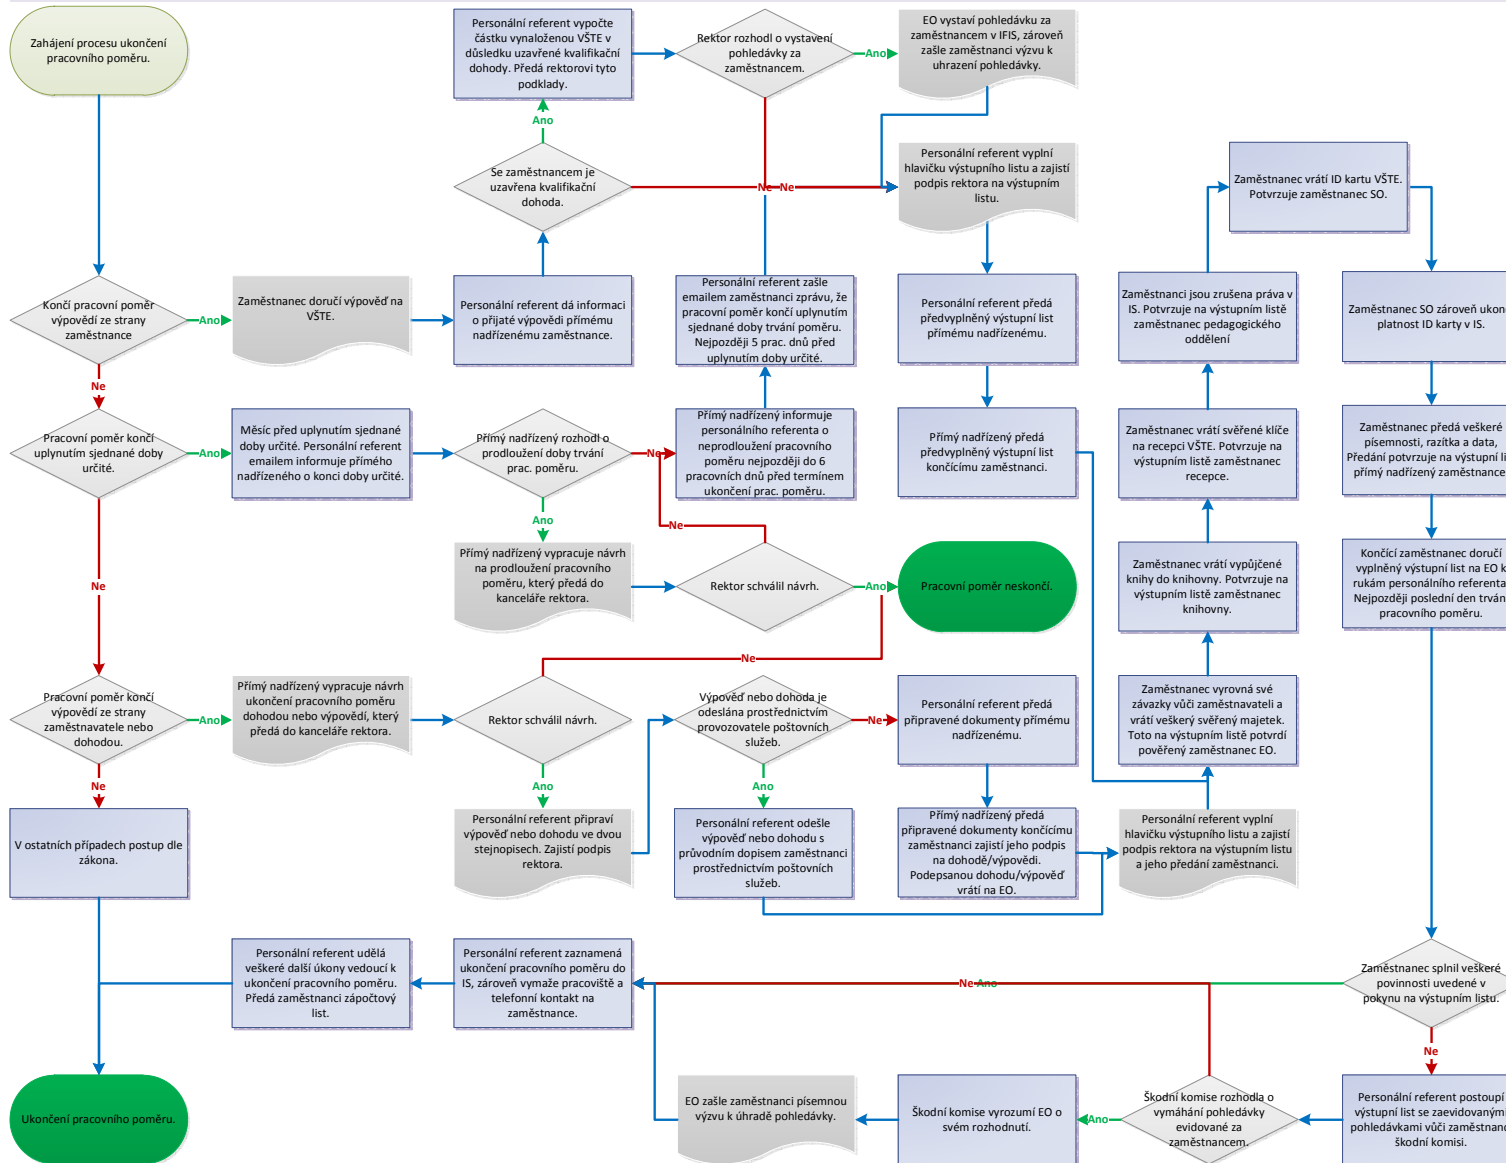 Zahájení procesu ukončení
pracovního poměru.
Personální referent vypočte
částku vynaloženou VŠTE v
důsledku uzavřené kvalifikační
dohody. Předá rektorovi tyto
podklady.
Rektor rozhodl o vystavení
pohledávky za
zaměstnancem.
Ano
EO vystaví pohledávku za
zaměstnancem v IFIS, zároveň
zašle zaměstnanci výzvu k
uhrazení pohledávky.
Ano
Se zaměstnancem je
uzavřena kvalifikační
dohoda.
Ne
Ne
Personální referent vyplní
hlavičku výstupního listu a zajistí
podpis rektora na výstupním
listu.
Zaměstnanec vrátí ID kartu VŠTE.
Potvrzuje zaměstnanec SO.
Končí pracovní poměr
výpovědí ze strany
zaměstnance
Ano
Zaměstnanec doručí výpověď na
VŠTE.
Personální referent dá informaci
o přijaté výpovědi přímému
nadřízenému zaměstnance.
Personální referent zašle
emailem zaměstnanci zprávu, že
pracovní poměr končí uplynutím
sjednané doby trvání poměru.
Nejpozději 5 prac. dnů před
uplynutím doby určité.
Personální referent předá
předvyplněný výstupní list
přímému nadřízenému.
Zaměstnanci jsou zrušena práva v
IS. Potvrzuje na výstupním listě
zaměstnanec pedagogického
oddělení
Zaměstnanec SO zároveň ukonč
platnost ID karty v IS.
Ne
Pracovní poměr končí
uplynutím sjednané doby
určité.
Ano
Měsíc před uplynutím sjednané
doby určité. Personální referent
emailem informuje přímého
nadřízeného o konci doby určité.
Přímý nadřízený rozhodl o
prodloužení doby trvání
prac. poměru.
Ne
Přímý nadřízený informuje
personálního referenta o
neprodloužení pracovního
poměru nejpozději do 6
pracovních dnů před termínem
ukončení prac. poměru.
Přímý nadřízený předá
předvyplněný výstupní list
končícímu zaměstnanci.
Zaměstnanec vrátí svěřené klíče
na recepci VŠTE. Potvrzuje na
výstupním listě zaměstnanec
recepce.
Zaměstnanec předá veškeré
písemnosti, razítka a data,
Předání potvrzuje na výstupní li
přímý nadřízený zaměstnance
Ano
Ne
Ne
Přímý nadřízený vypracuje návrh
na prodloužení pracovního
poměru, který předá do
kanceláře rektora.
Rektor schválil návrh.
Ano
Pracovní poměr neskončí.
Zaměstnanec vrátí vypůjčené
knihy do knihovny. Potvrzuje na
výstupním listě zaměstnanec
knihovny.
Končící zaměstnanec doručí
vyplněný výstupní list na EO k
rukám personálního referenta
Nejpozději poslední den trván
pracovního poměru.
Ne
Pracovní poměr končí
výpovědí ze strany
zaměstnavatele nebo
dohodou.
Ano
Přímý nadřízený vypracuje návrh
ukončení pracovního poměru
dohodou nebo výpovědí, který
předá do kanceláře rektora.
Rektor schválil návrh.
Výpověď nebo dohoda je
odeslána prostřednictvím
provozovatele poštovních
služeb.
Ne
Personální referent předá
připravené dokumenty přímému
nadřízenému.
Zaměstnanec vyrovná své
závazky vůči zaměstnavateli a
vrátí veškerý svěřený majetek.
Toto na výstupním listě potvrdí
pověřený zaměstnanec EO.
Ne
Ano
Ano
V ostatních případech postup dle
zákona.
Personální referent připraví
výpověď nebo dohodu ve dvou
stejnopisech. Zajistí podpis
rektora.
Personální referent odešle
výpověď nebo dohodu s
průvodním dopisem zaměstnanci
prostřednictvím poštovních
služeb.
Přímý nadřízený předá
připravené dokumenty končícímu
zaměstnanci zajistí jeho podpis
na dohodě/výpovědi.
Podepsanou dohodu/výpověď
vrátí na EO.
Personální referent vyplní
hlavičku výstupního listu a zajistí
podpis rektora na výstupním listu
a jeho předání zaměstnanci.
Personální referent udělá
veškeré další úkony vedoucí k
ukončení pracovního poměru.
Předá zaměstnanci zápočtový
list.
Personální referent zaznamená
ukončení pracovního poměru do
IS, zároveň vymaže pracoviště a
telefonní kontakt na
zaměstnance.
Ne
Ano
Zaměstnanec splnil veškeré
povinnosti uvedené v
pokynu na výstupním listu.
Ne
Ukončení pracovního poměru.
EO zašle zaměstnanci písemnou
výzvu k úhradě pohledávky.
Škodní komise vyrozumí EO o
svém rozhodnutí.
Ano
Škodní komise rozhodla o
vymáhání pohledávky
evidované za
zaměstnancem.
Personální referent postoupí
výstupní list se zaevidovaným
pohledávkami vůči zaměstnanc
škodní komisi.